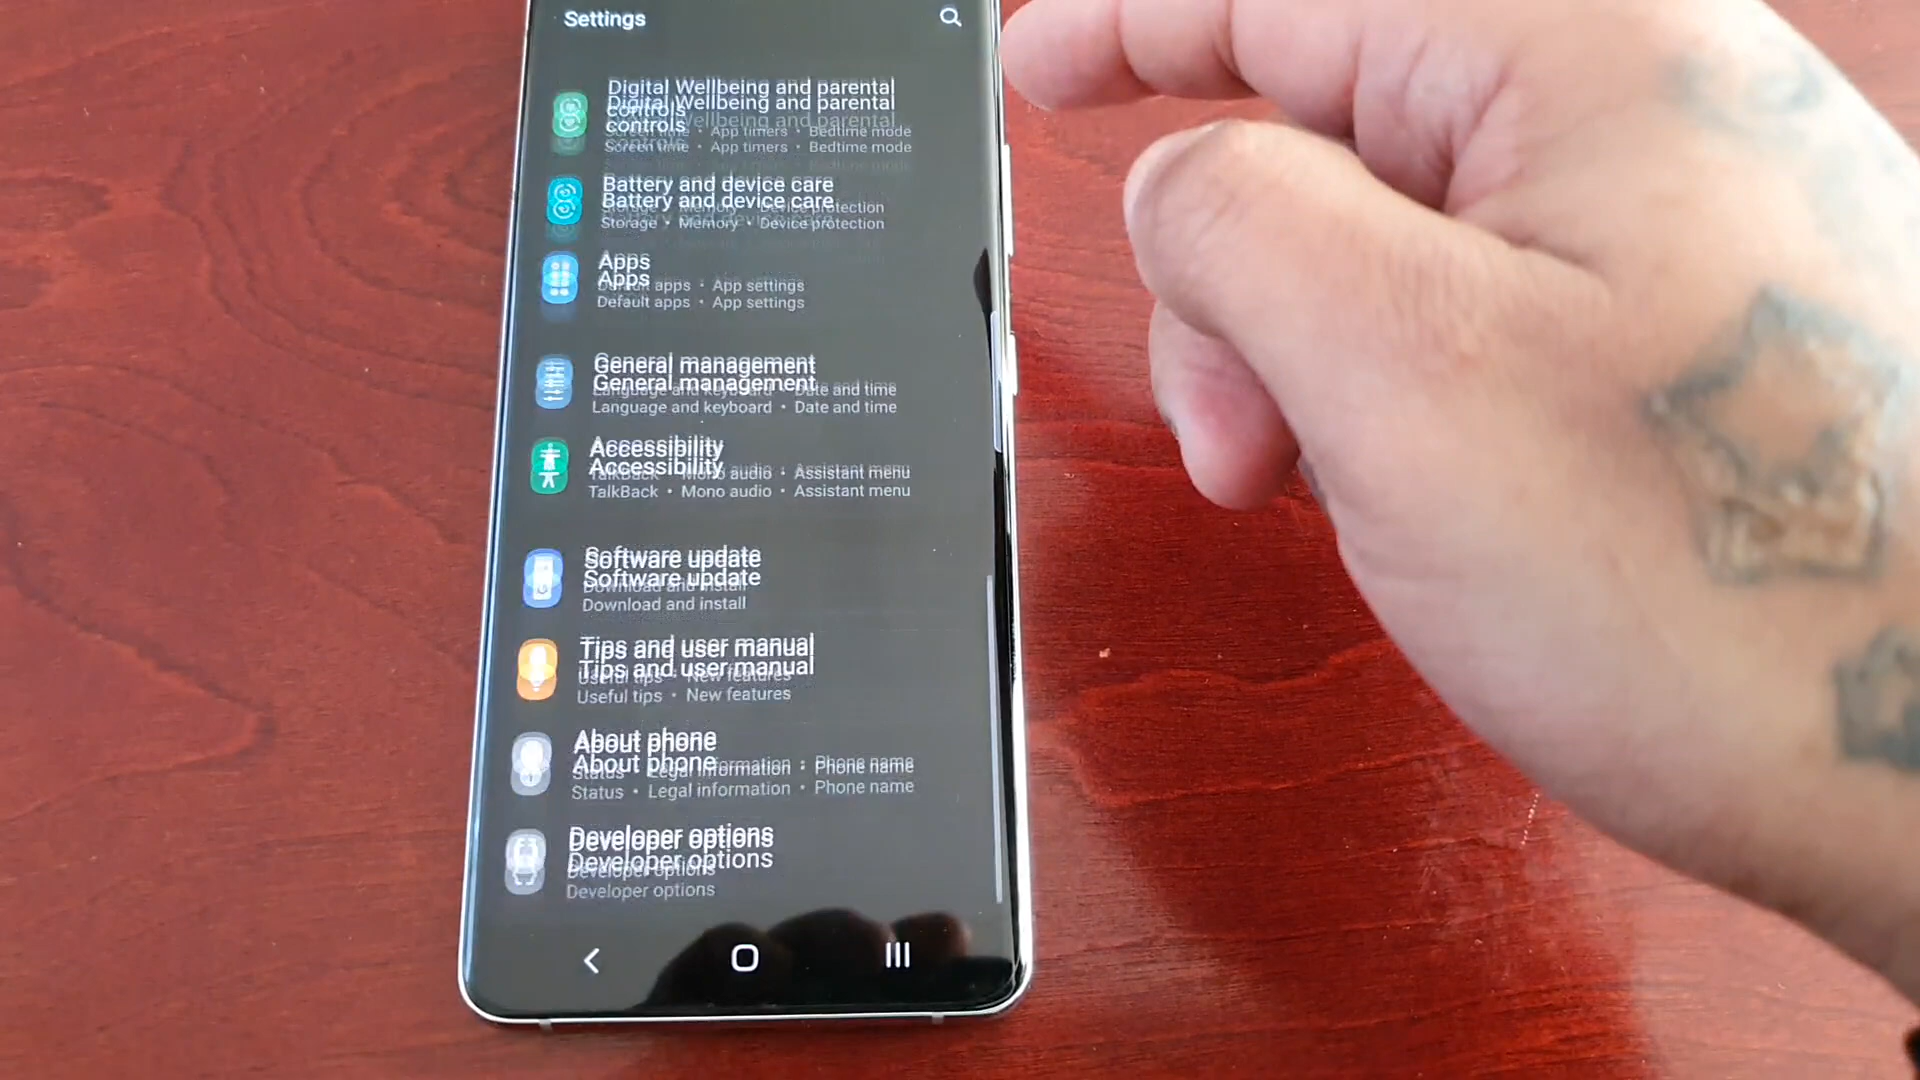 Settings
Digital Wellbeing and parental
controls
Screen time • App timers • Bedtime mode
Battery and device care
Storage • Memory • Device protection
Apps
Default apps • App settings
General management
Language and keyboard • Date and time
Accessibility
TalkBack • Mono audio • Assistant menu
Software update
Download and install
Tips and user manual
Useful tips • New features
About phone
Status • Legal information • Phone name
Developer options
Developer options